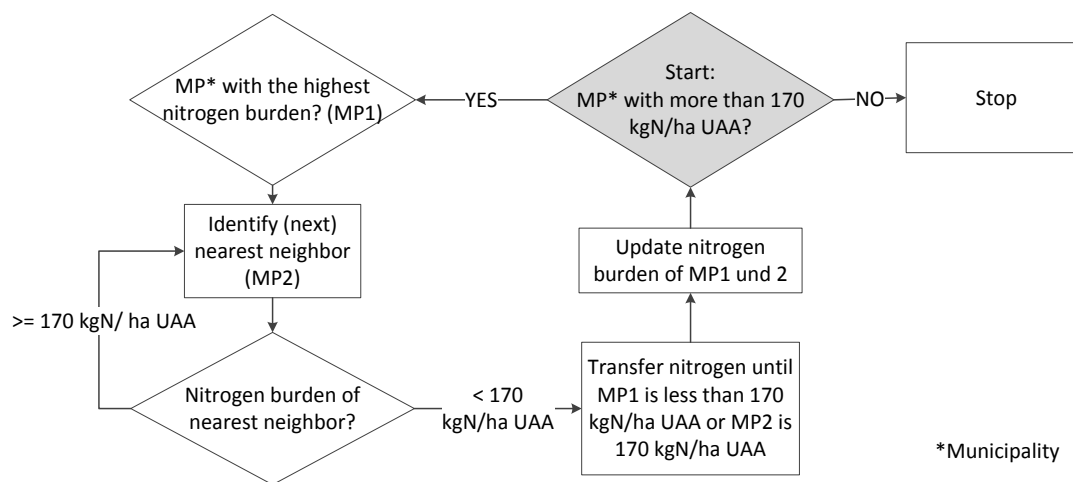 Start:
MP* with more than 170
kgN/ha UAA?
YES
NO
Stop
MP* with the highest
nitrogen burden? (MP1)
Identify (next)
nearest neighbor
(MP2)
>= 170 kgN/ ha UAA
Nitrogen burden of
nearest neighbor?
< 170
kgN/ha UAA
Transfer nitrogen until
MP1 is less than 170
kgN/ha UAA or MP2 is
170 kgN/ha UAA
Update nitrogen
burden of MP1 und 2
*Municipality